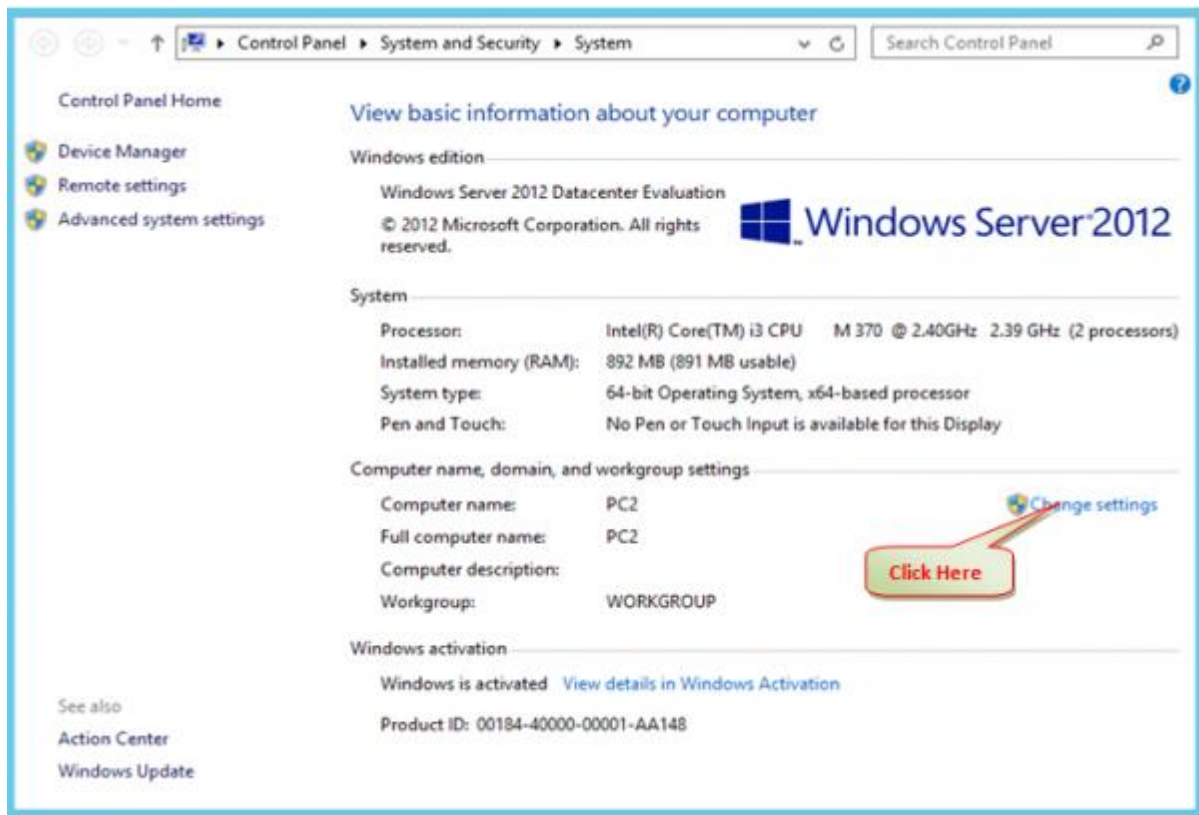 Control Panel ▸ System and Security ▸ System
Search Control Panel
Control Panel Home
Device Manager
Remote settings
Advanced system settings
View basic information about your computer
Windows edition
Windows Server 2012 Datacenter Evaluation
© 2012 Microsoft Corporation. All rights
reserved.
Windows Server 2012
System
Processor: Intel(R) Core(TM) i3 CPU M 370 @ 2.40GHz 2.39 GHz (2 processors)
Installed memory (RAM): 892 MB (891 MB usable)
System type: 64-bit Operating System, x64-based processor
Pen and Touch: No Pen or Touch Input is available for this Display
Computer name, domain, and workgroup settings
Computer name: PC2
Change settings
Full computer name: PC2
Click Here
Computer description:
Workgroup: WORKGROUP
Windows activation
Windows is activated View details in Windows Activation
Product ID: 00184-40000-00001-AA148
See also
Action Center
Windows Update